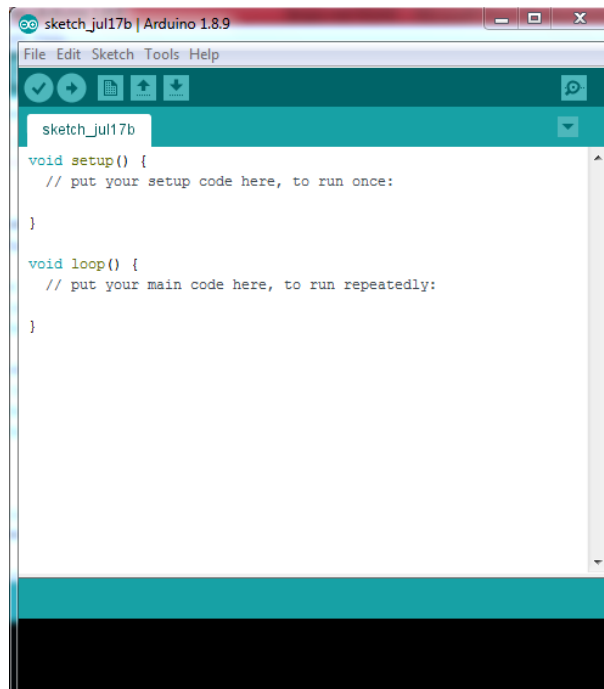 sketch_jul17b | Arduino 1.8.9
File Edit Sketch Tools Help
sketch_jul17b
void setup() {
  // put your setup code here, to run once:
}
void loop() {
  // put your main code here, to run repeatedly:
}